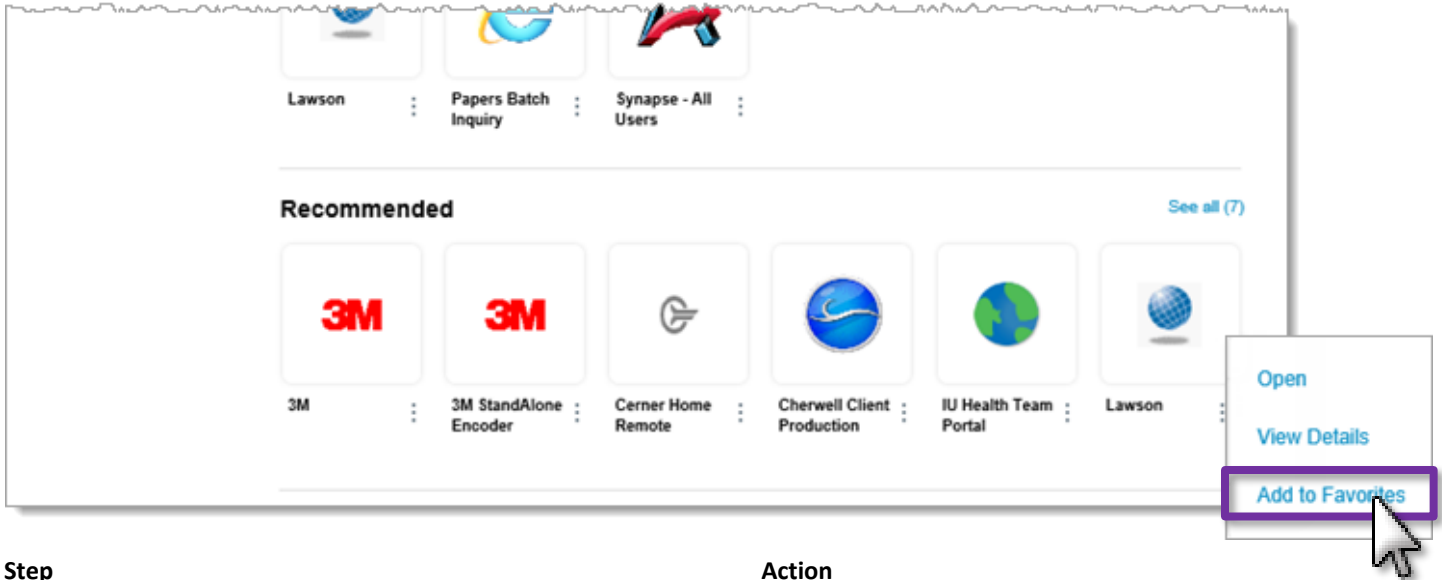 Lawson
Papers Batch
Inquiry
Synapse - All
Users
Recommended
See all (7)
3M
3M
3M
3M StandAlone
Encoder
Cerner Home
Remote
Cherwell Client
Production
IU Health Team
Portal
Lawson
Open
View Details
Add to Favorites
Step
Action